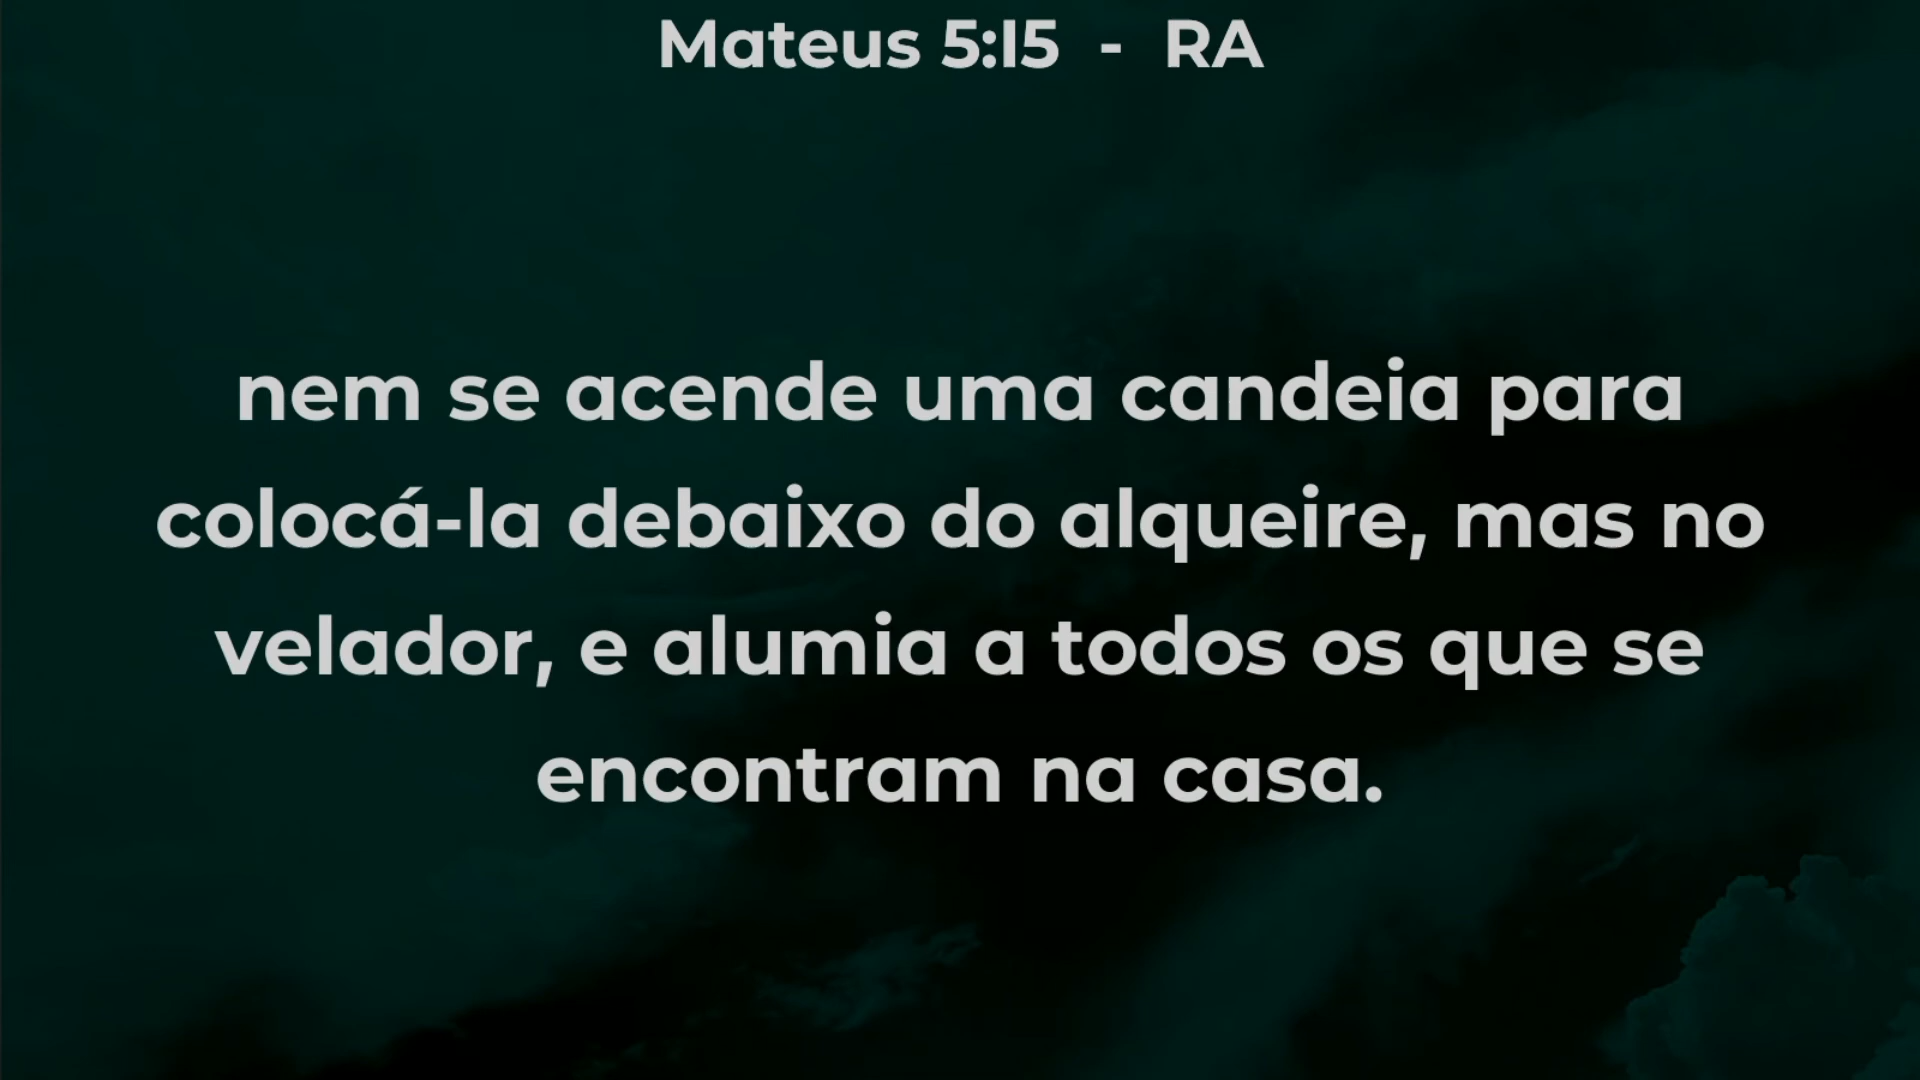 Mateus 5:15 - RA
nem se acende uma candeia para
colocá-la debaixo do alqueire, mas no
velador, e alumia a todos os que se
encontram na casa.